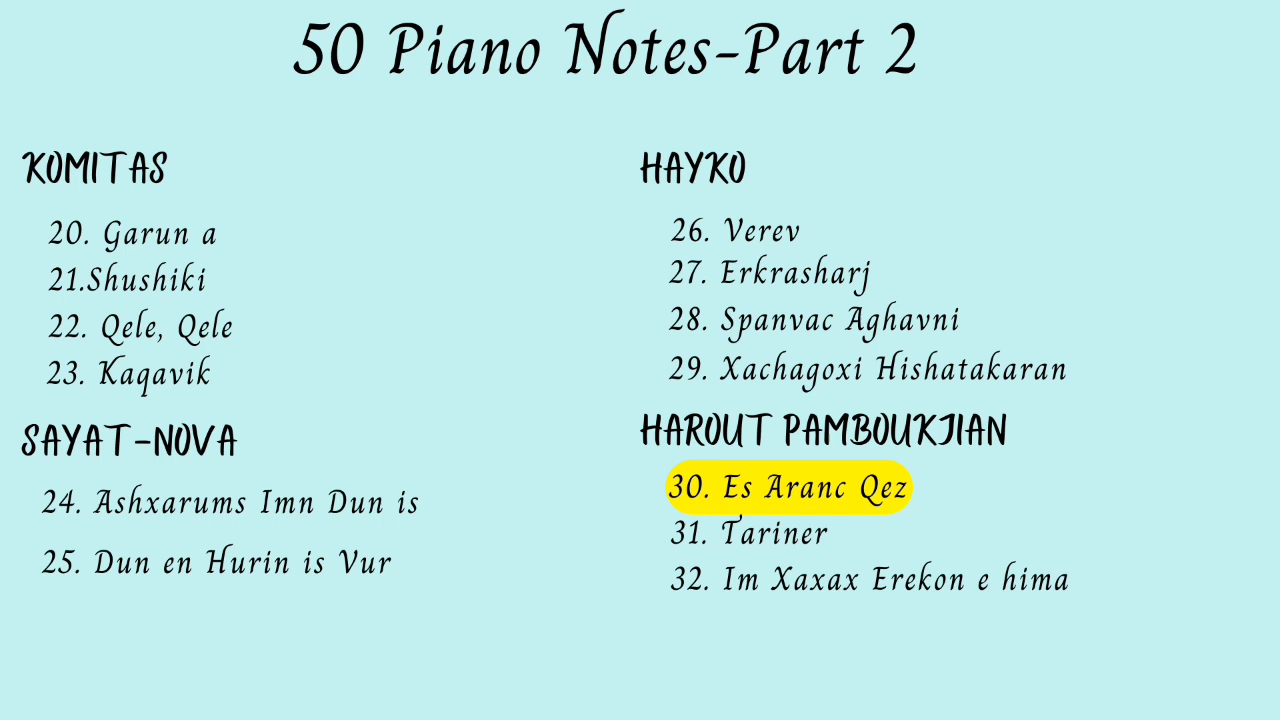 50 Piano Notes-Part 2
KOMITAS
20. Garun a
21.Shushiki
22. Qele, Qele
23. Kaqavik
SAYAT-NOVA
24. Ashxarums Imn Dun is
25. Dun en Hurin is Vur
HAYKO
26. Verev
27. Erkrasharj
28. Spanvac Aghavni
29. Xachagoxi Hishatakaran
HAROUT PAMBOUKJIAN
30. Es Aranc Qez
31. Tariner
32. Im Xaxax Erekon e hima